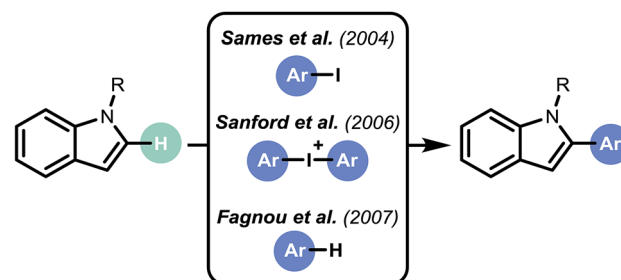 R
N
H
Sames et al. (2004)
Ar I
Sanford et al. (2006)
Ar I + Ar
Fagnou et al. (2007)
Ar H
R
N
Ar